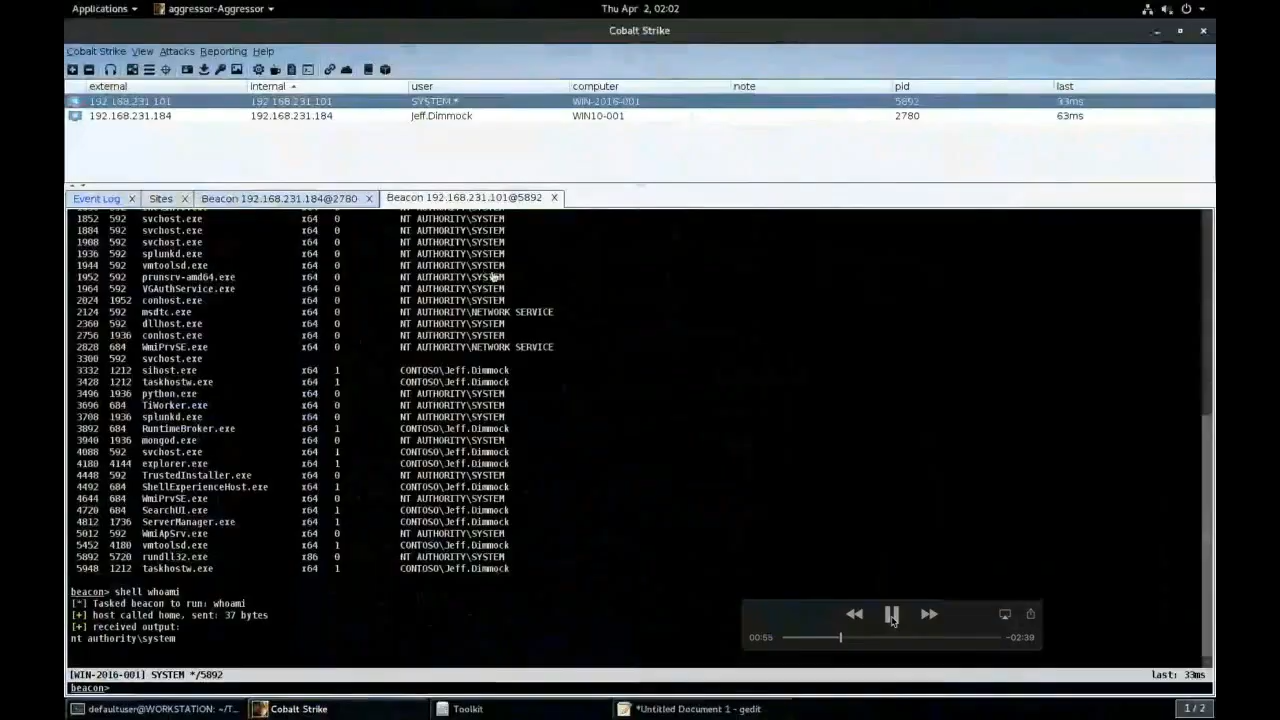 Applications aggressor-Aggressor Thu Apr 2, 02:02
Cobalt Strike
Cobalt Strike View Attacks Reporting Help
external internal user computer note pid last
192.168.231.101 192.168.231.101 SYSTEM * WIN-2016-001 5892 33ms
192.168.231.184 192.168.231.184 Jeff.Dimmock WIN10-001 2780 63ms
Event Log X Sites X Beacon 192.168.231.184@2780 X Beacon 192.168.231.101@5892 X
1852 592 svchost.exe x64 0 NT AUTHORITY\SYSTEM
1884 592 svchost.exe x64 0 NT AUTHORITY\SYSTEM
1908 592 svchost.exe x64 0 NT AUTHORITY\SYSTEM
1936 592 splunkd.exe x64 0 NT AUTHORITY\SYSTEM
1944 592 vmtoolsd.exe x64 0 NT AUTHORITY\SYSTEM
1952 592 prunsrv-amd64.exe x64 0 NT AUTHORITY\SYSTEM
1964 592 VGAuthService.exe x64 0 NT AUTHORITY\SYSTEM
2024 1952 conhost.exe x64 0 NT AUTHORITY\SYSTEM
2124 592 msdtc.exe x64 0 NT AUTHORITY\NETWORK SERVICE
2360 592 dllhost.exe x64 0 NT AUTHORITY\SYSTEM
2756 1936 conhost.exe x64 0 NT AUTHORITY\SYSTEM
2828 684 WmiPrvSE.exe x64 0 NT AUTHORITY\NETWORK SERVICE
3300 592 svchost.exe
3332 1212 sihost.exe x64 1 CONTOSO\Jeff.Dimmock
3428 1212 taskhostw.exe x64 1 CONTOSO\Jeff.Dimmock
3496 1936 python.exe x64 0 NT AUTHORITY\SYSTEM
3696 684 TiWorker.exe x64 0 NT AUTHORITY\SYSTEM
3708 1936 splunkd.exe x64 0 NT AUTHORITY\SYSTEM
3892 684 RuntimeBroker.exe x64 1 CONTOSO\Jeff.Dimmock
3940 1936 mongod.exe x64 0 NT AUTHORITY\SYSTEM
4088 592 svchost.exe x64 1 CONTOSO\Jeff.Dimmock
4180 4144 explorer.exe x64 1 CONTOSO\Jeff.Dimmock
4448 592 TrustedInstaller.exe x64 0 NT AUTHORITY\SYSTEM
4492 684 ShellExperienceHost.exe x64 1 CONTOSO\Jeff.Dimmock
4644 684 WmiPrvSE.exe x64 0 NT AUTHORITY\SYSTEM
4720 684 SearchUI.exe x64 1 CONTOSO\Jeff.Dimmock
4812 1736 ServerManager.exe x64 1 CONTOSO\Jeff.Dimmock
5012 592 WmiApSrv.exe x64 0 NT AUTHORITY\SYSTEM
5452 4180 vmtoolsd.exe x64 1 CONTOSO\Jeff.Dimmock
5892 5720 rundll32.exe x86 0 NT AUTHORITY\SYSTEM
5948 1212 taskhostw.exe x64 1 CONTOSO\Jeff.Dimmock
beacon> shell whoami
[*] Tasked beacon to run: whoami
[+] host called home, sent: 37 bytes
[+] received output:
nt authority\system
00:55 -02:39
[WIN-2016-001] SYSTEM */5892 last: 33ms
beacon>
defaultuser@WORKSTATION: ~/T... Cobalt Strike Toolkit *Untitled Document 1 - gedit 1 / 2